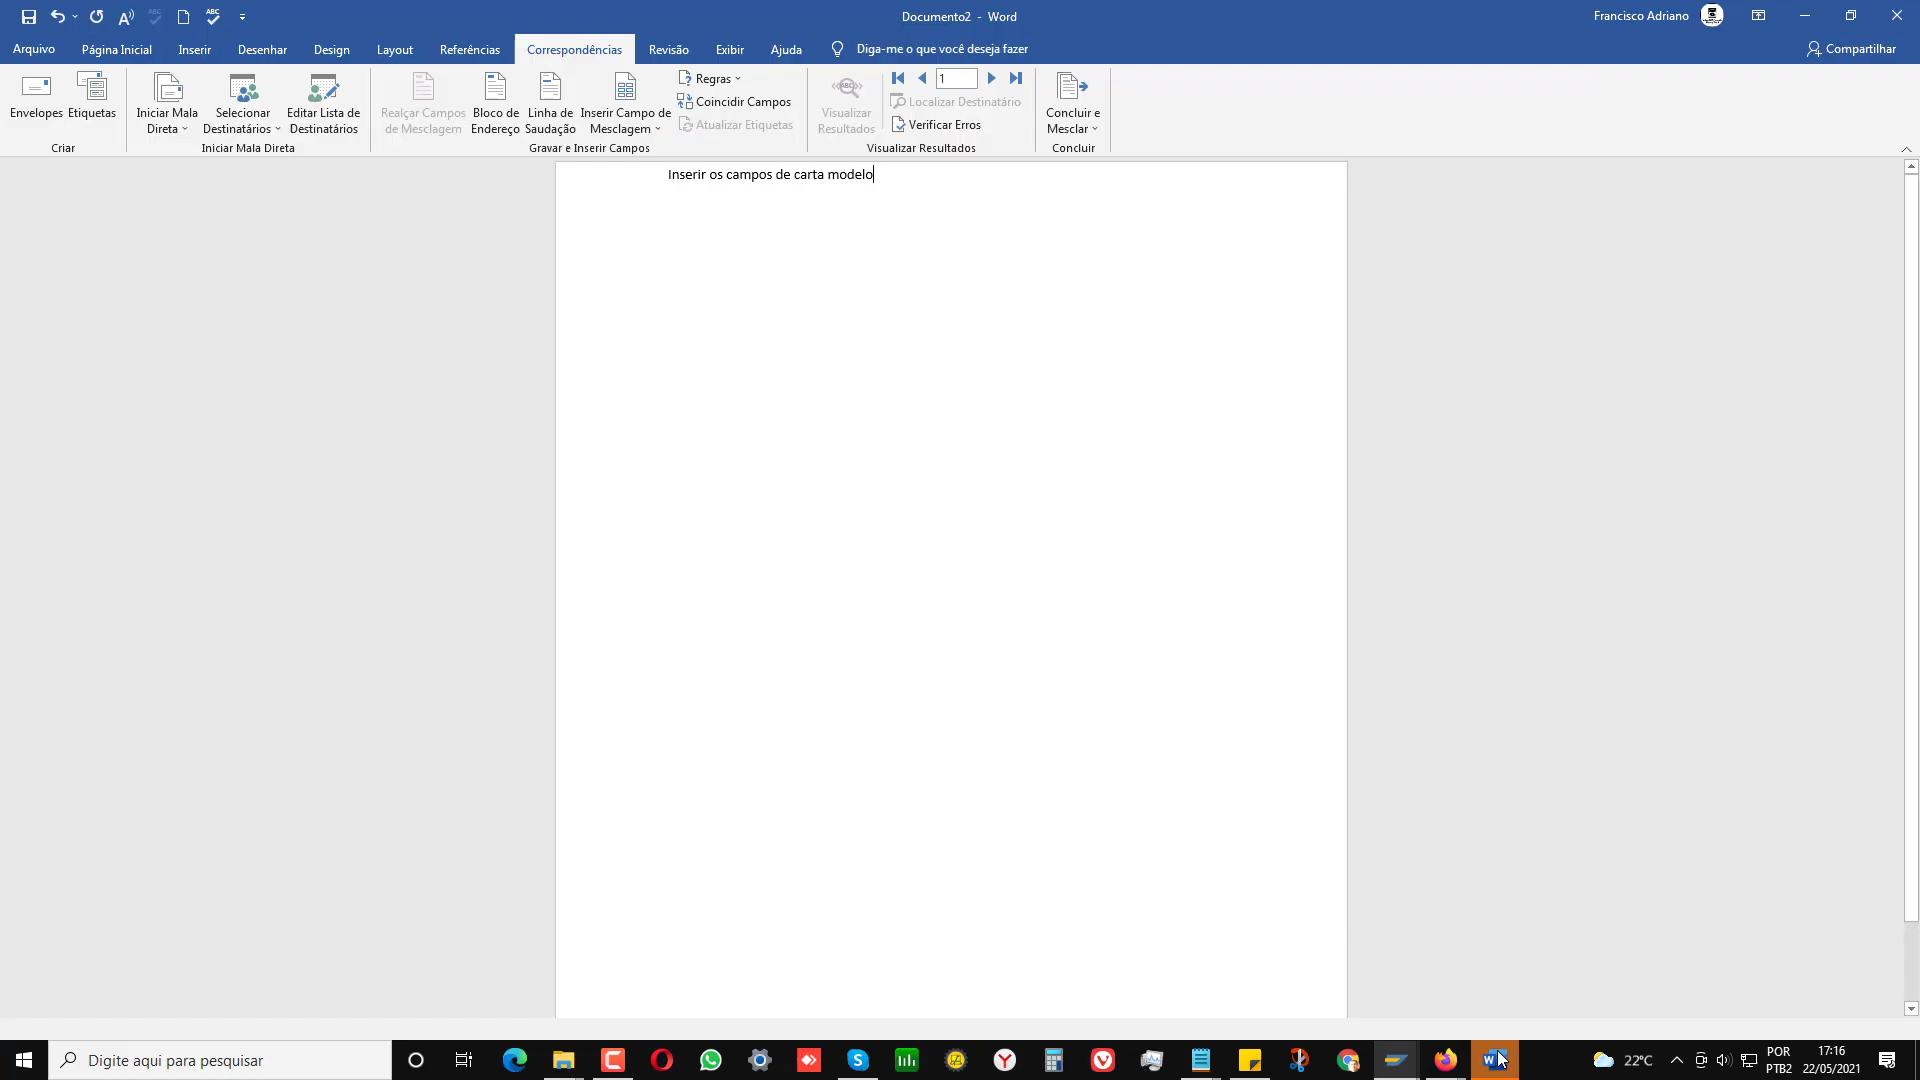 Documento2 - Word
Francisco Adriano
Arquivo
Página Inicial
Inserir
Desenhar
Design
Layout
Referências
Correspondências
Revisão
Exibir
Ajuda
Diga-me o que você deseja fazer
Compartilhar
Envelopes
Etiquetas
Criar
Iniciar Mala
Direta
Selecionar
Destinatários
Editar Lista de
Destinatários
Iniciar Mala Direta
Realçar Campos
de Mesclagem
Bloco de
Endereço
Linha de
Saudação
Inserir Campo de
Mesclagem
Regras
Coincidir Campos
Atualizar Etiquetas
Gravar e Inserir Campos
ABC
Visualizar
Resultados
1
Localizar Destinatário
Verificar Erros
Visualizar Resultados
Concluir e
Mesclar
Concluir
Inserir os campos de carta modelo
Digite aqui para pesquisar
22°C
POR
PTB2
17:16
22/05/2021